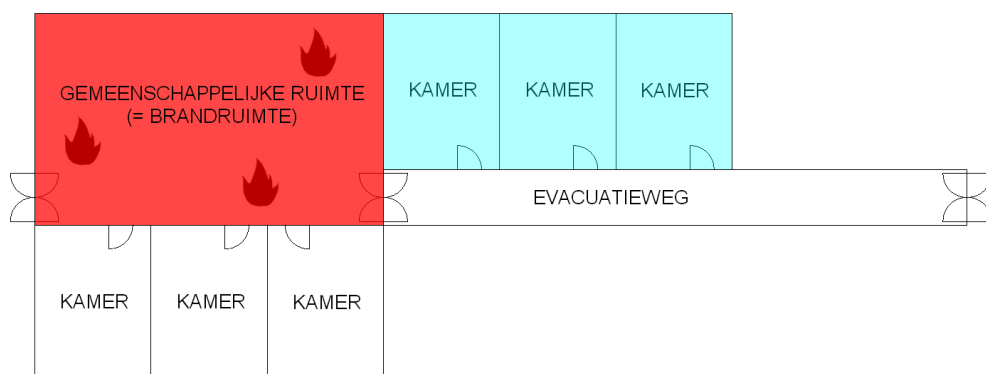 GEMEENSCHAPPELIJKE RUIMTE
(= BRANDRUIMTE)
KAMER
KAMER
KAMER
EVACUATIEWEG
KAMER
KAMER
KAMER